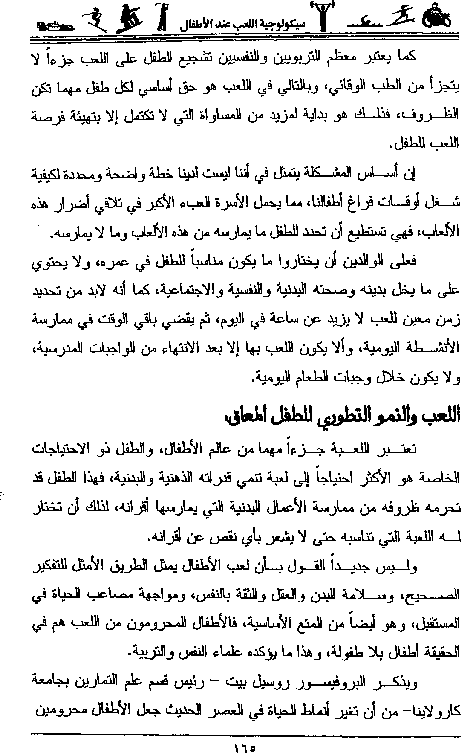 سيكولوجية اللعب عند الأطفال
كما يعتبر معظم التربويين والنفسيين تشجيع الطفل على اللعب جزءاً لا
يتجزأ من الطب الوقائي، وبالتالي في اللعب هو حق أساسي لكل طفل مهما تكن
الظروف، فذلك هو بداية لمزيد من المساواة التي لا تكتمل إلا بتهيئة فرصة
اللعب للطفل.
إن أساس المشكلة يتمثل في أننا ليست لدينا خطة واضحة ومحددة لكيفية
شغل أوقات فراغ أطفالنا، مما يحمل الأسرة العبء الأكبر في تلافي أضرار هذه
الألعاب، فهي تستطيع أن تحدد للطفل ما يمارسه من هذه الألعاب وما لا يمارسه.
فعلى الوالدين أن يختاروا ما يكون مناسباً للطفل في عمره، ولا يحتوي
على ما يخل بدينه وصحته البدنية والنفسية والاجتماعية، كما أنه لابد من تحديد
زمن معين للعب لا يزيد عن ساعة في اليوم، ثم يقضي باقي الوقت في ممارسة
الأنشطة اليومية، وألا يكون اللعب بها إلا بعد الانتهاء من الواجبات المدرسية،
ولا يكون خلال وجبات الطعام اليومية.
اللعب والنمو التطوري للطفل المعاق:
تعتبر اللعبة جزءاً مهما من عالم الأطفال، والطفل ذو الاحتياجات
الخاصة هو الأكثر احتياجاً إلى لعبة تنمي قدراته الذهنية والبدنية، فهذا الطفل قد
تحرمه ظروفه من ممارسة الأعمال البدنية التي يمارسها أقرانه، لذلك أن تختار
له اللعبة التي تناسبه حتى لا يشعر بأي نقص عن أقرانه.
وليس جديداً القول بأن لعب الأطفال يمثل الطريق الأمثل للتفكير
الصحيح، وسلامة البدن والعقل والثقة بالنفس، ومواجهة مصاعب الحياة في
المستقبل، وهو أيضاً من المتع الأساسية، فالأطفال المحرومون من اللعب هم في
الحقيقة أطفال بلا طفولة، وهذا ما يؤكده علماء النفس والتربية.
ويذكر البروفيسور روسيل بيت – رئيس قسم علم التمارين بجامعة
كارولاينا– من أن تغير أنماط الحياة في العصر الحديث جعل الأطفال محرومين
١٦٥